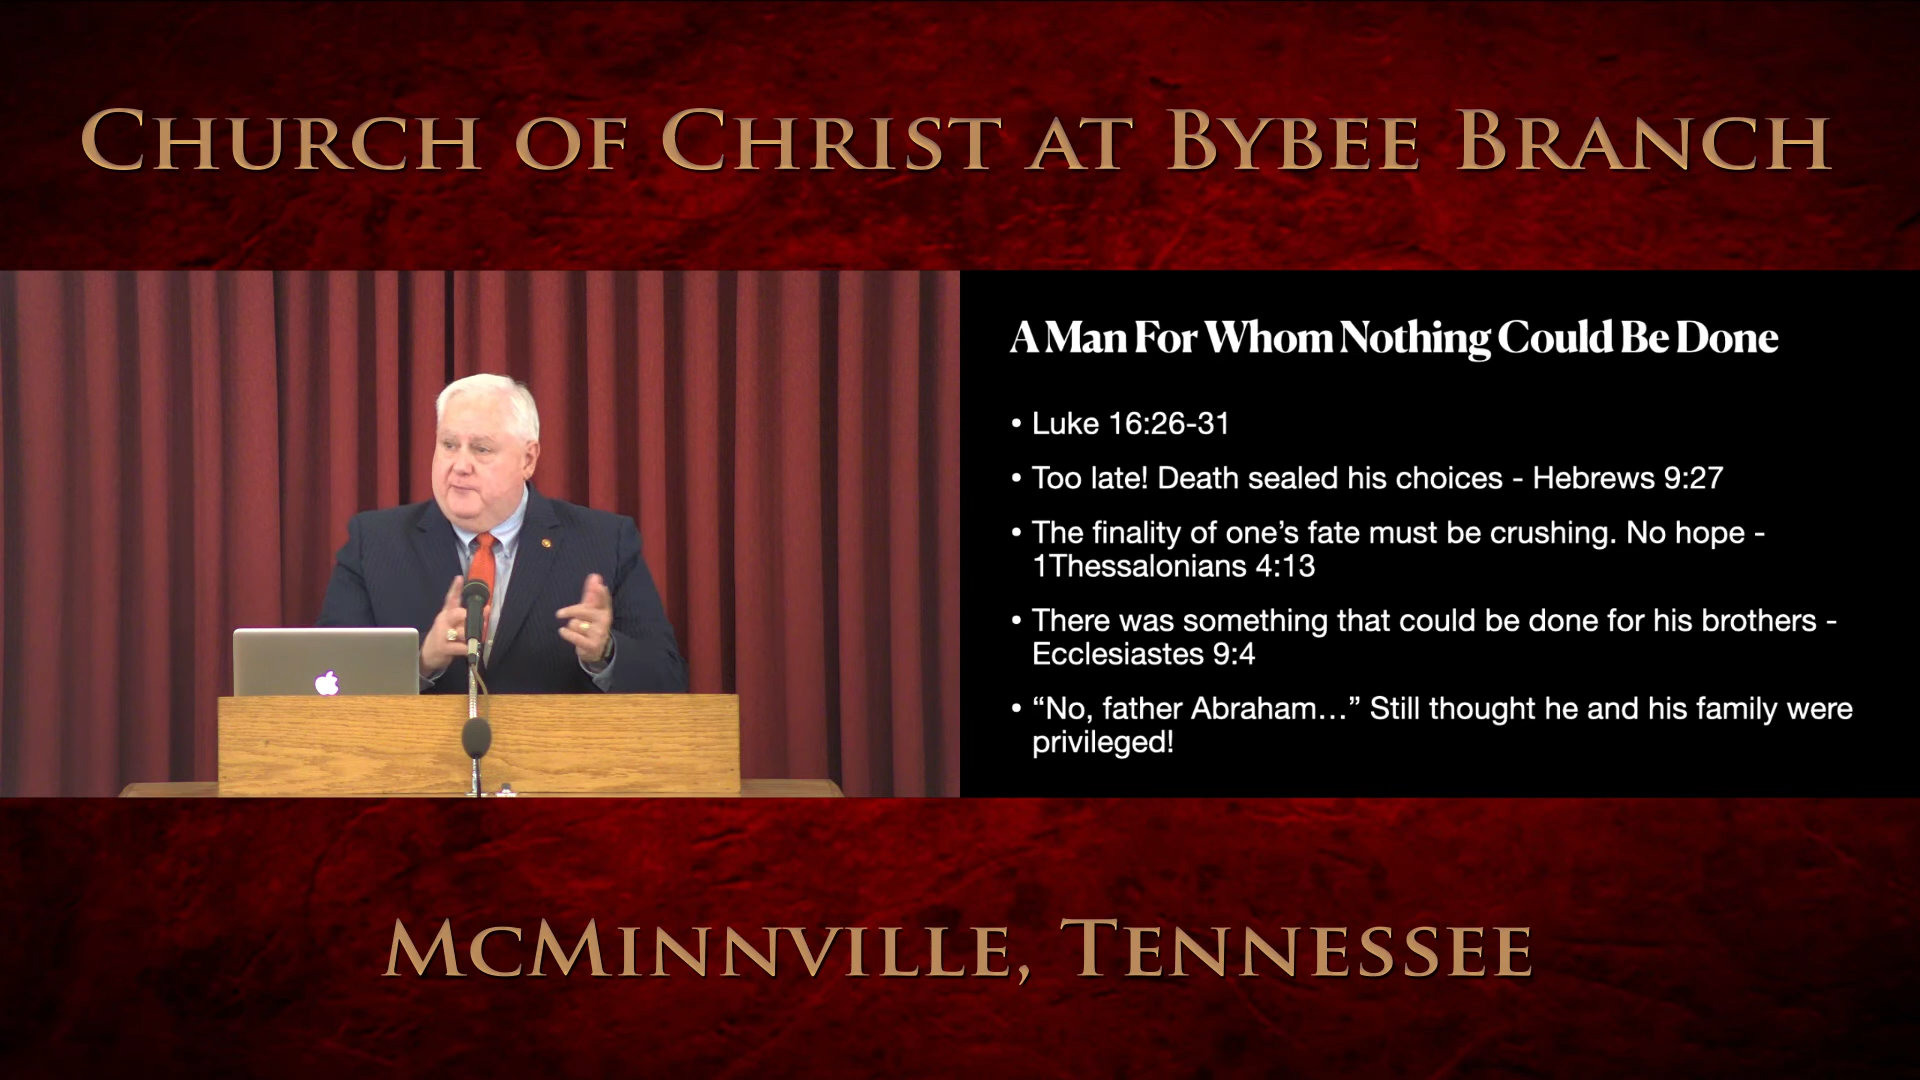 Church of Christ at Bybee Branch
A Man For Whom Nothing Could Be Done
• Luke 16:26-31
• Too late! Death sealed his choices - Hebrews 9:27
• The finality of one’s fate must be crushing. No hope -
1Thessalonians 4:13
• There was something that could be done for his brothers -
Ecclesiastes 9:4
• “No, father Abraham…” Still thought he and his family were
privileged!
McMinnville, Tennessee